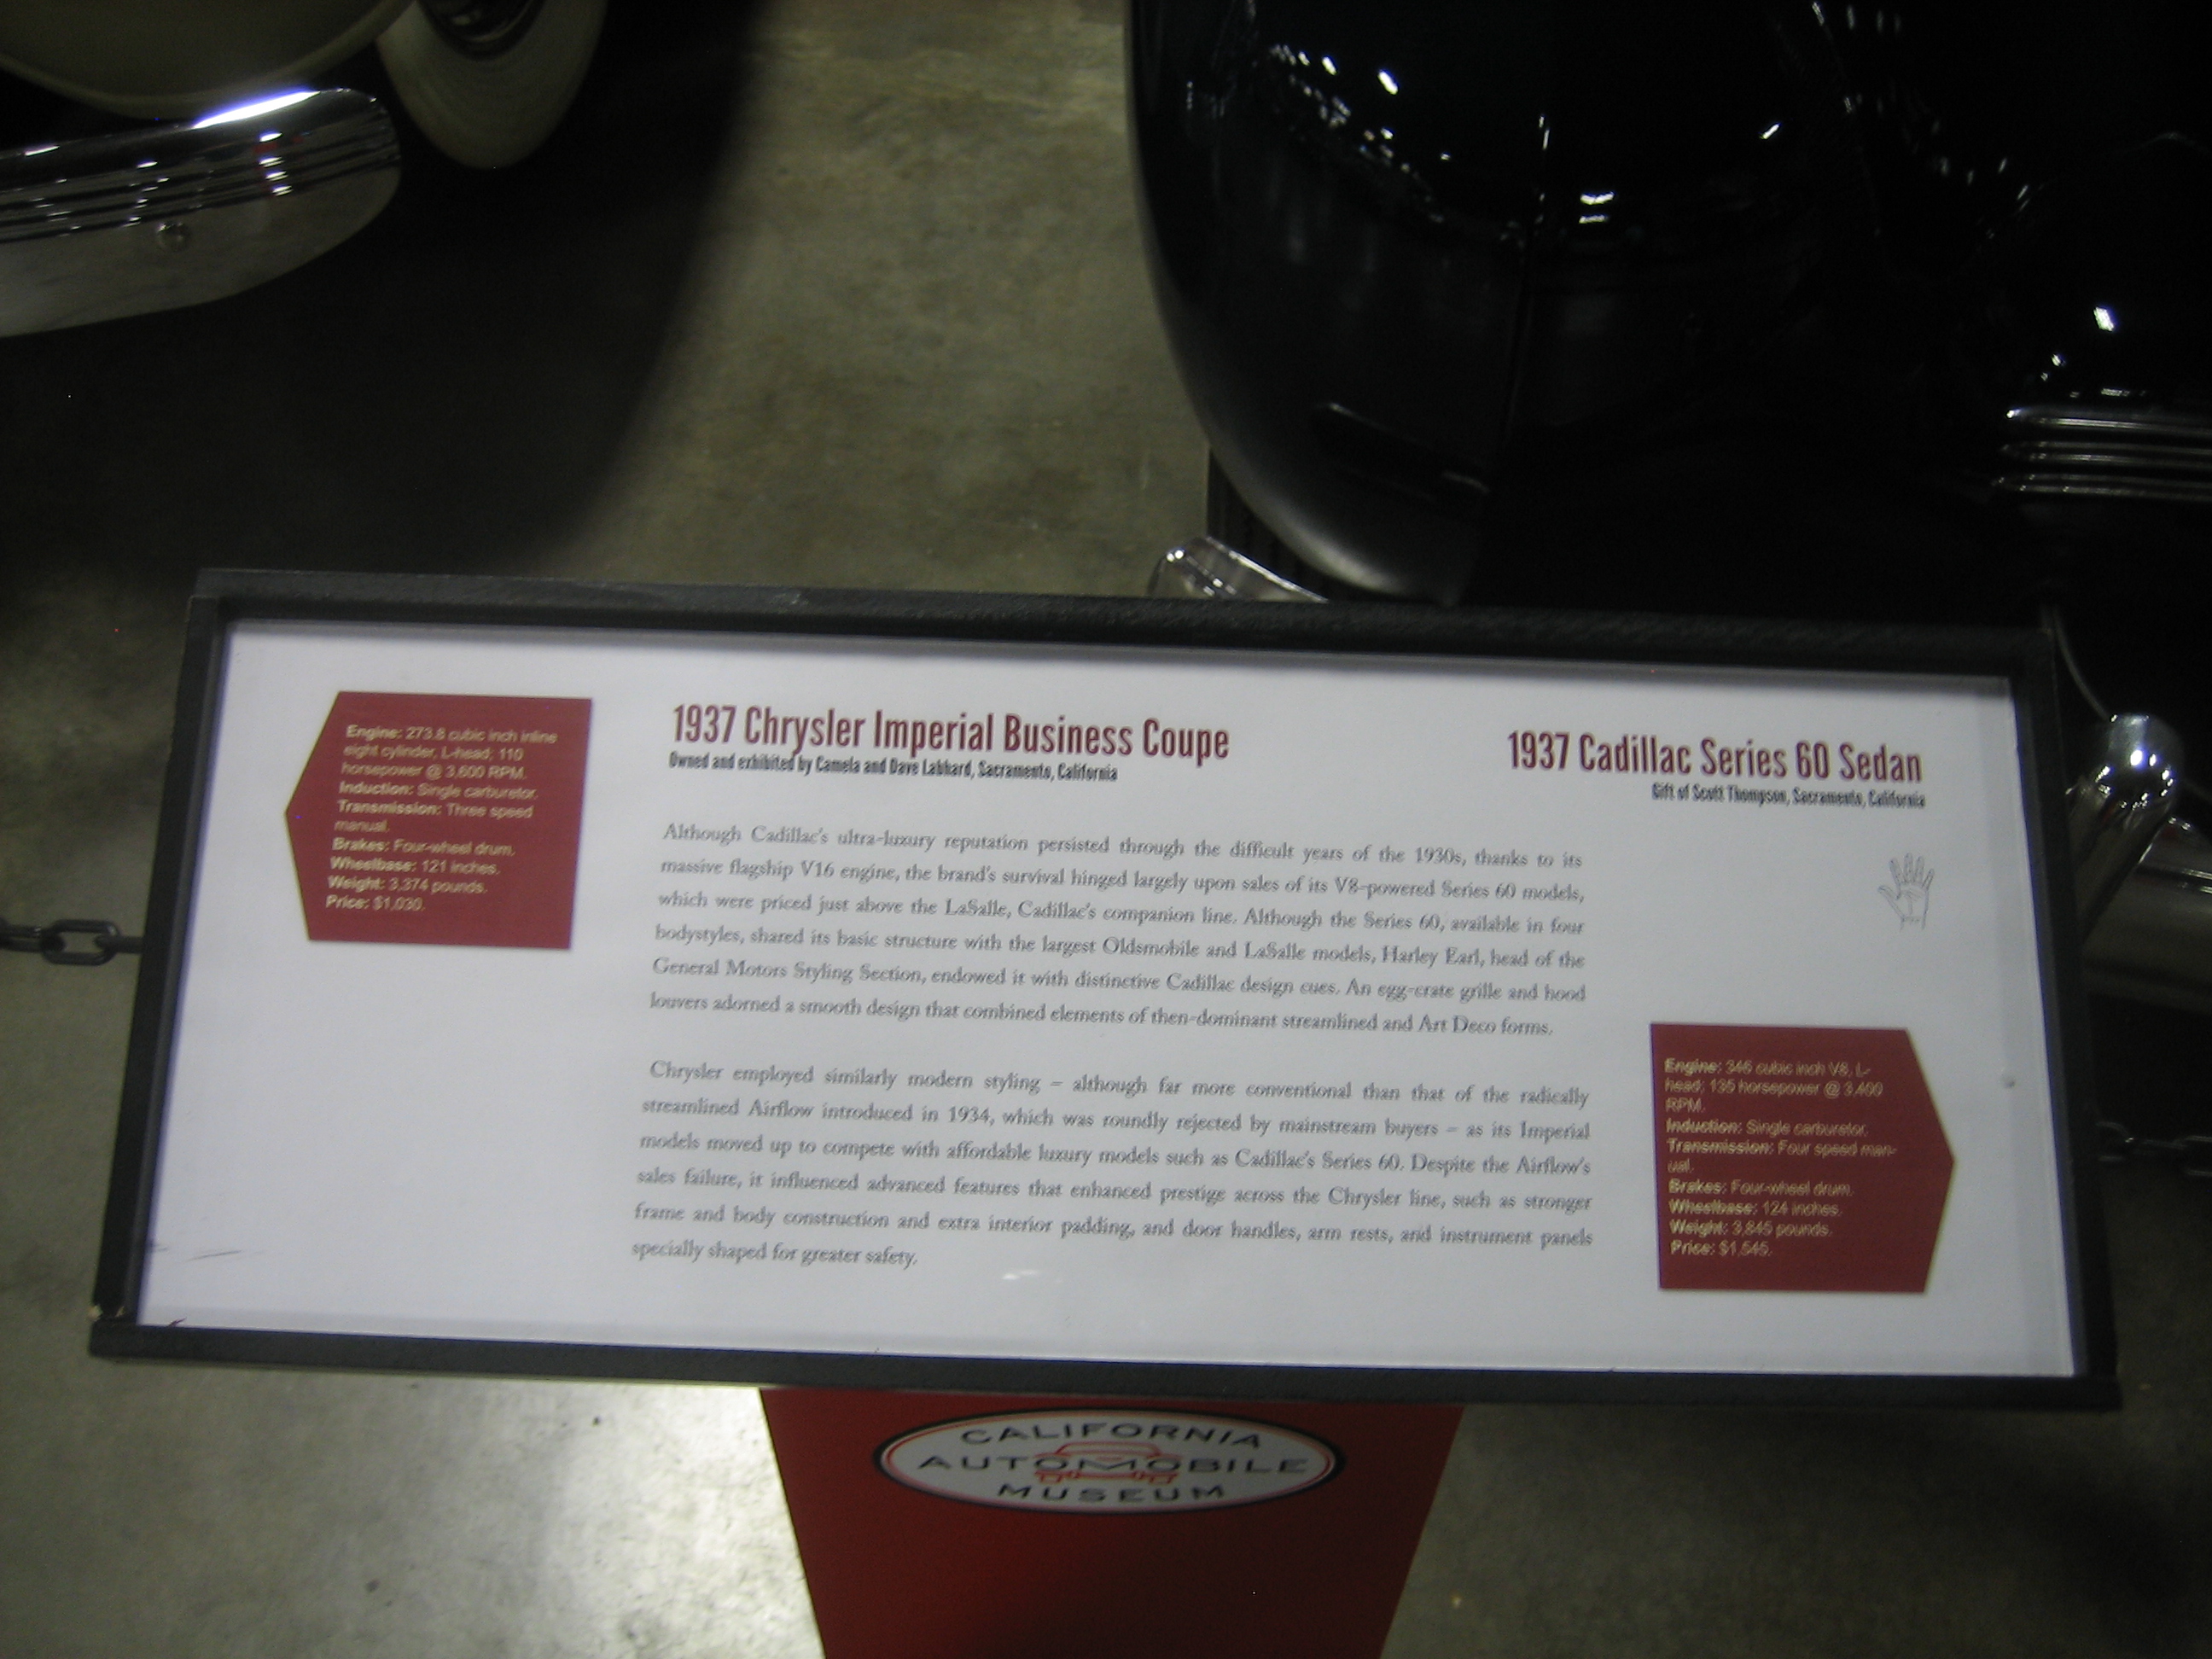 Engine: 273.8 cubic inch inline
eight cylinder, L-head; 110
horsepower @ 3,600 RPM.
Induction: Single carburetor.
Transmission: Three speed
manual.
Brakes: Four-wheel drum.
Wheelbase: 121 inches.
Weight: 3,374 pounds.
Price: $1,030.
1937 Chrysler Imperial Business Coupe
Owned and exhibited by Camela and Dave Labhard, Sacramento, California
1937 Cadillac Series 60 Sedan
Gift of Scott Thompson, Sacramento, California
Although Cadillac's ultra-luxury reputation persisted through the difficult years of the 1930s, thanks to its
massive flagship V16 engine, the brand's survival hinged largely upon sales of its V8-powered Series 60 models,
which were priced just above the LaSalle, Cadillac's companion line. Although the Series 60, available in four
bodystyles, shared its basic structure with the largest Oldsmobile and LaSalle models, Harley Earl, head of the
General Motors Styling Section, endowed it with distinctive Cadillac design cues. An egg-crate grille and hood
louvers adorned a smooth design that combined elements of then-dominant streamlined and Art Deco forms.
Chrysler employed similarly modern styling – although far more conventional than that of the radically
streamlined Airflow introduced in 1934, which was roundly rejected by mainstream buyers – as its Imperial
models moved up to compete with affordable luxury models such as Cadillac's Series 60. Despite the Airflow's
sales failure, it influenced advanced features that enhanced prestige across the Chrysler line, such as stronger
frame and body construction and extra interior padding, and door handles, arm rests, and instrument panels
specially shaped for greater safety.
Engine: 346 cubic inch V8, L-
head; 135 horsepower @ 3,400
RPM.
Induction: Single carburetor.
Transmission: Four speed man-
ual.
Brakes: Four-wheel drum.
Wheelbase: 124 inches.
Weight: 3,845 pounds.
Price: $1,545.
CALIFORNIA
AUTOMOBILE
MUSEUM